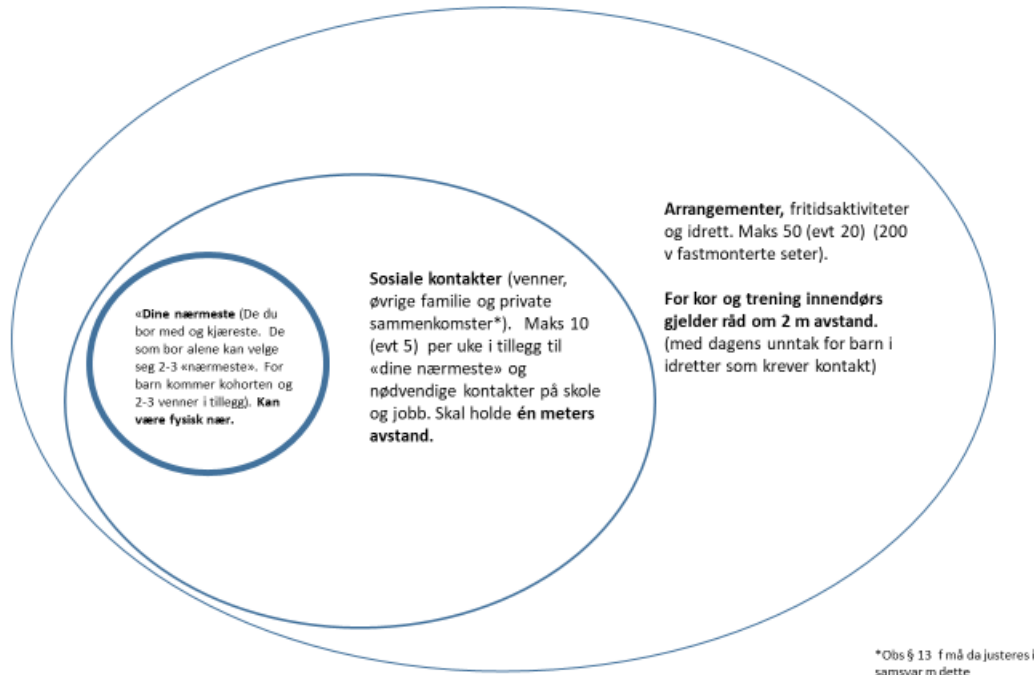 «Dine nærmeste (De du
bor med og kjæreste. De
som bor alene kan velge
seg 2-3 «nærmeste». For
barn kommer kohorten og
2-3 venner i tillegg). Kan
være fysisk nær.
Sosiale kontakter (venner,
øvrige familie og private
sammenkomster*). Maks 10
(evt 5) per uke i tillegg til
«dine nærmeste» og
nødvendige kontakter på skole
og jobb. Skal holde én meters
avstand.
Arrangementer, fritidsaktiviteter
og idrett. Maks 50 (evt 20) (200
v fastmonterte seter).
For kor og trening innendørs
gjelder råd om 2 m avstand.
(med dagens unntak for barn i
idretter som krever kontakt)
*Obs § 13 f må da justeres i
samsvar m dette